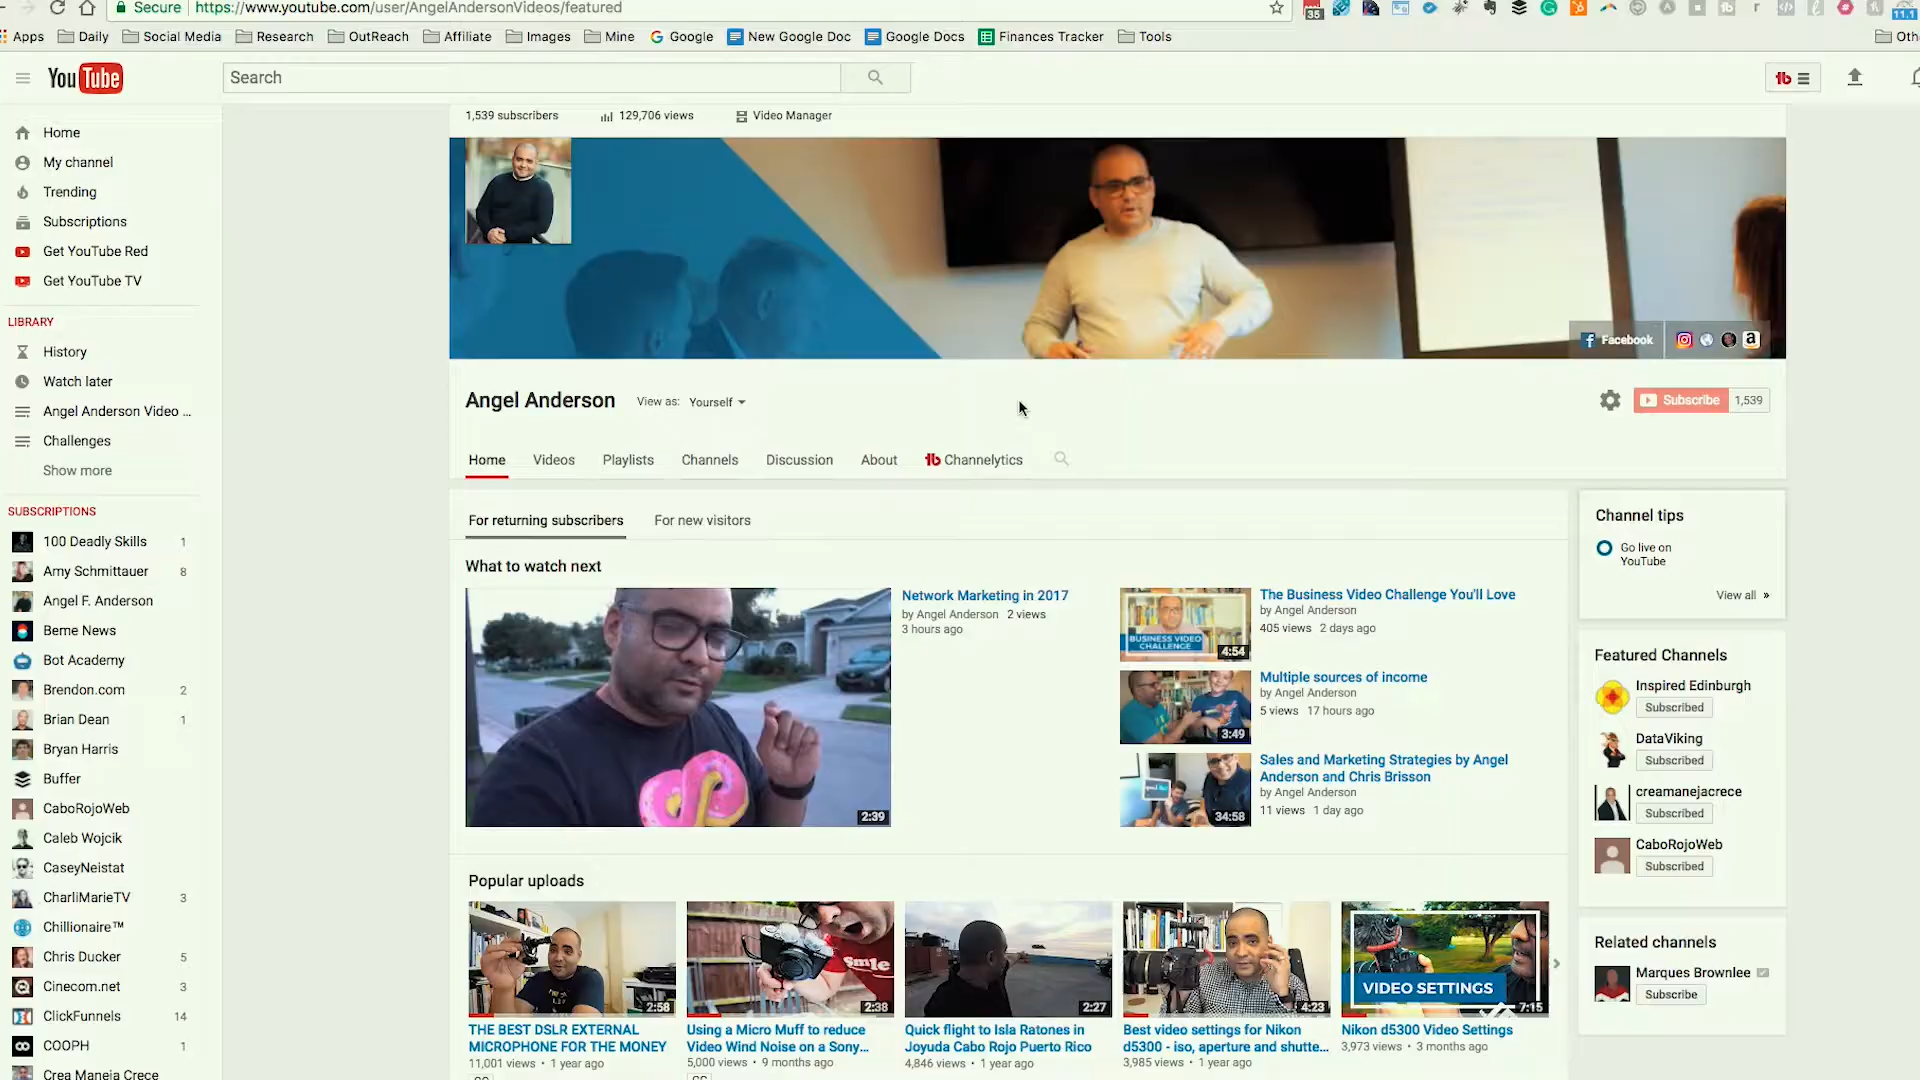 Secure https://www.youtube.com/user/AngelAndersonVideos/featured
35
11.1
Apps Daily Social Media Research OutReach Affiliate Images Mine Google New Google Doc Google Docs Finances Tracker Tools Oth
YouTube
Search
1,539 subscribers 129,706 views Video Manager
Home
My channel
Trending
Subscriptions
Get YouTube Red
Get YouTube TV
LIBRARY
History
Watch later
Angel Anderson Video ...
Challenges
Show more
SUBSCRIPTIONS
100 Deadly Skills 1
Amy Schmittauer 8
Angel F. Anderson
Beme News
Bot Academy
Brendon.com 2
Brian Dean 1
Bryan Harris
Buffer
CaboRojoWeb
Caleb Wojcik
CaseyNeistat
CharliMarieTV 3
Chillionaire™
Chris Ducker 5
Cinecom.net 3
ClickFunnels 14
COOPH 1
Crea Maneja Crece
Facebook
Angel Anderson View as: Yourself
Subscribe 1,539
Home Videos Playlists Channels Discussion About Channelytics
For returning subscribers For new visitors
What to watch next
2:39
Network Marketing in 2017
by Angel Anderson 2 views
3 hours ago
BUSINESS VIDEO
CHALLENGE
4:54
The Business Video Challenge You'll Love
by Angel Anderson
405 views 2 days ago
3:49
Multiple sources of income
by Angel Anderson
5 views 17 hours ago
34:58
Sales and Marketing Strategies by Angel
Anderson and Chris Brisson
by Angel Anderson
11 views 1 day ago
Popular uploads
2:58
THE BEST DSLR EXTERNAL
MICROPHONE FOR THE MONEY
11,001 views • 1 year ago
smile
2:38
Using a Micro Muff to reduce
Video Wind Noise on a Sony...
5,000 views • 9 months ago
2:27
Quick flight to Isla Ratones in
Joyuda Cabo Rojo Puerto Rico
4,846 views • 1 year ago
4:23
Best video settings for Nikon
d5300 - iso, aperture and shutte...
3,985 views • 1 year ago
VIDEO SETTINGS
7:15
Nikon d5300 Video Settings
3,973 views • 3 months ago
Channel tips
Go live on
YouTube
View all »
Featured Channels
Inspired Edinburgh
Subscribed
DataViking
Subscribed
creamanejacrece
Subscribed
CaboRojoWeb
Subscribed
Related channels
Marques Brownlee
Subscribe